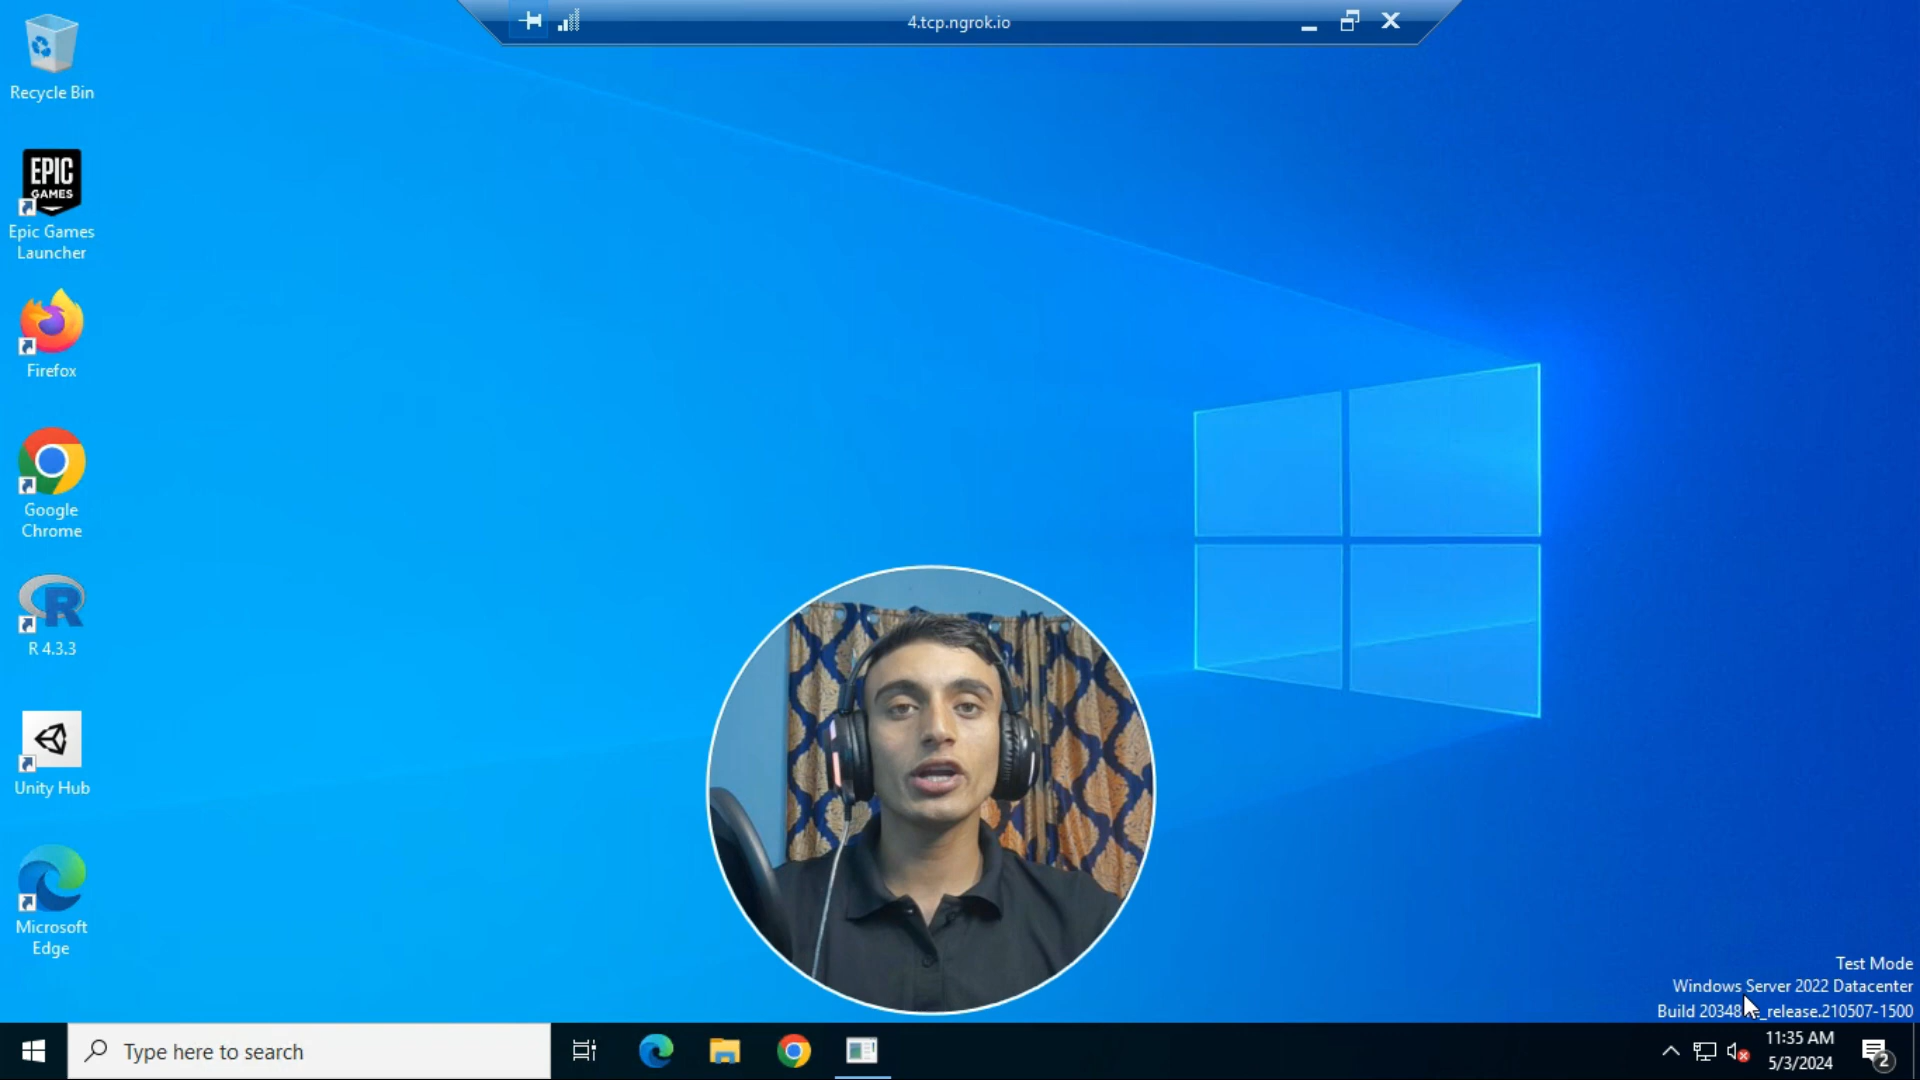 4.tcp.ngrok.io
Recycle Bin
EPIC
GAMES
Epic Games
Launcher
Firefox
Google
Chrome
R
R 4.3.3
Unity Hub
Microsoft
Edge
Test Mode
Windows Server 2022 Datacenter
Build 20348 _release.210507-1500
Type here to search
11:35 AM
5/3/2024
2